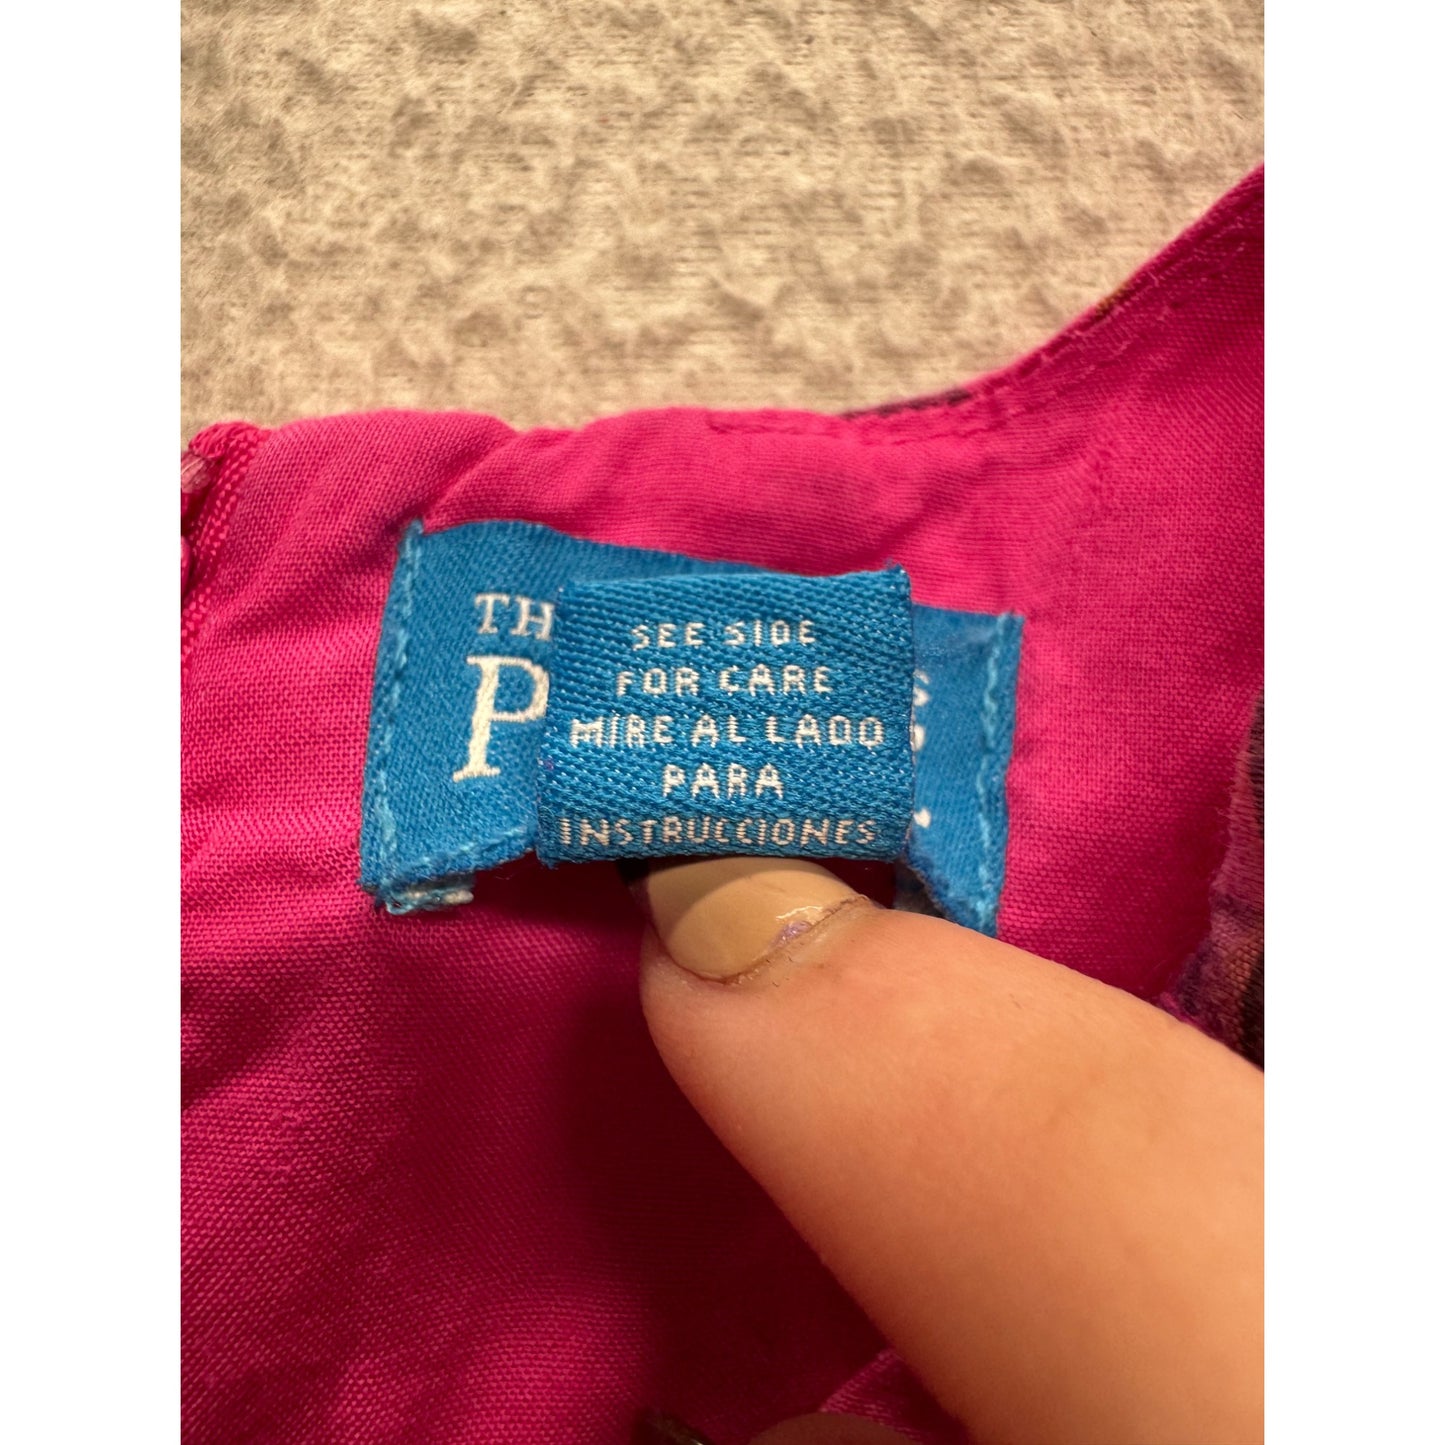 TH
P
SEE SIDE
FOR CARE
MIRE AL LADO
PARA
INSTRUCCIONES